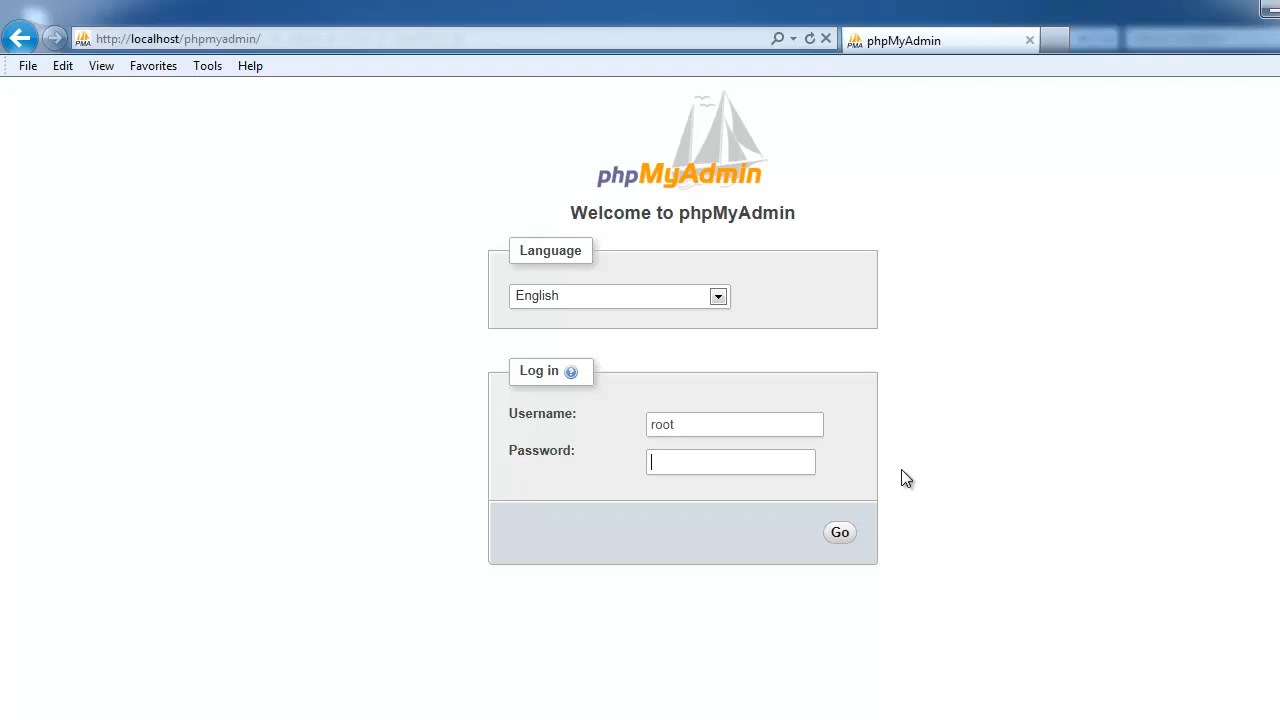 http://localhost/phpmyadmin/
PMA
phpMyAdmin
PMA
File Edit View Favorites Tools Help
phpMyAdmin
Welcome to phpMyAdmin
Language
English
Log in
Username:
root
Password:
Go